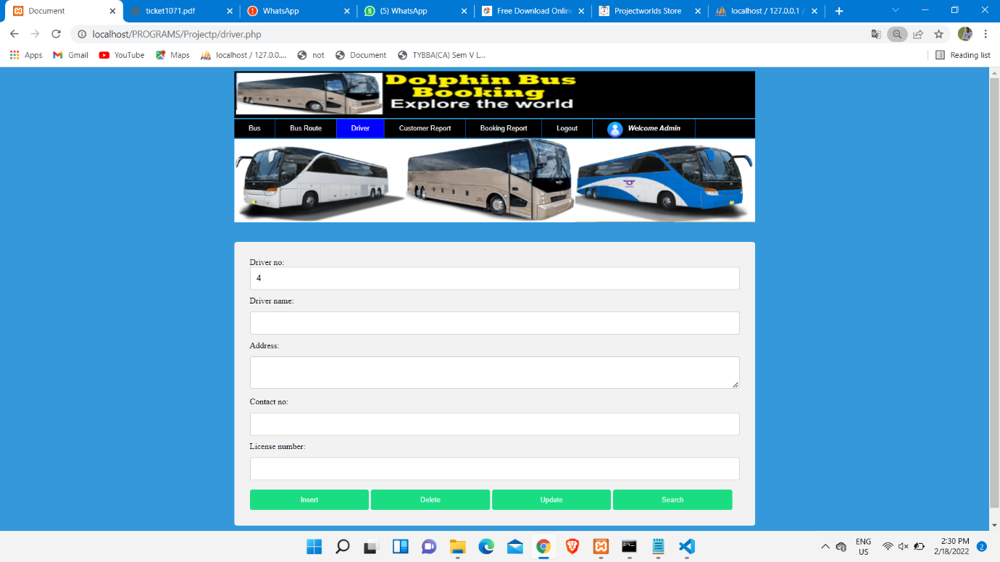 Document
ticket1071.pdf
WhatsApp
(5) WhatsApp
Free Download Onlin
Projectworlds Store
localhost / 127.0.0.1 /
localhost/PROGRAMS/Projectp/driver.php
Apps
Gmail
YouTube
Maps
localhost / 127.0.0....
not
Document
TYBBA(CA) Sem V L...
Reading list
Dolphin Bus
Booking
Explore the world
Bus
Bus Route
Driver
Customer Report
Booking Report
Logout
Welcome Admin
Driver no:
4
Driver name:
Address:
Contact no:
License number:
Insert
Delete
Update
Search
ENG
US
2:30 PM
2/18/2022
2